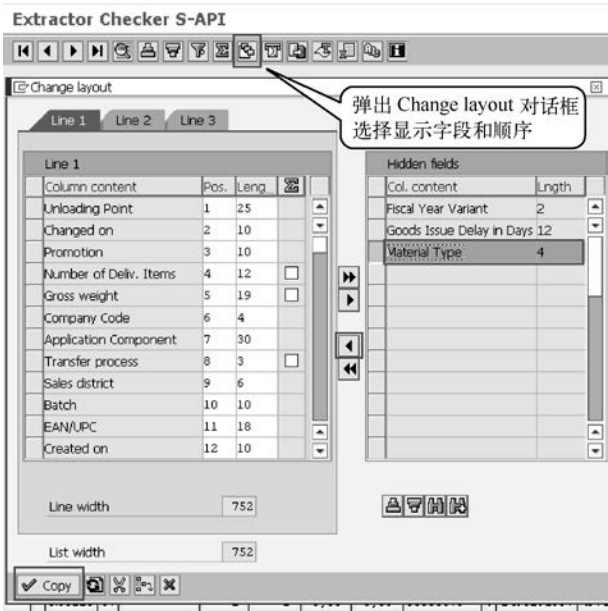 Extractor Checker S-API
Change layout
弹出 Change layout 对话框
选择显示字段和顺序
Line 1 Line 2 Line 3
Line 1
Column content Pos. Leng
Unloading Point 1 25
Changed on 2 10
Promotion 3 10
Number of Deliv. Items 4 12
Gross weight 5 19
Company Code 6 4
Application Component 7 30
Transfer process 8 3
Sales district 9 6
Batch 10 10
EAN/UPC 11 18
Created on 12 10
Hidden fields
Col. content Lngth
Fiscal Year Variant 2
Goods Issue Delay in Days 12
Material Type 4
Line width 752
List width 752
Copy